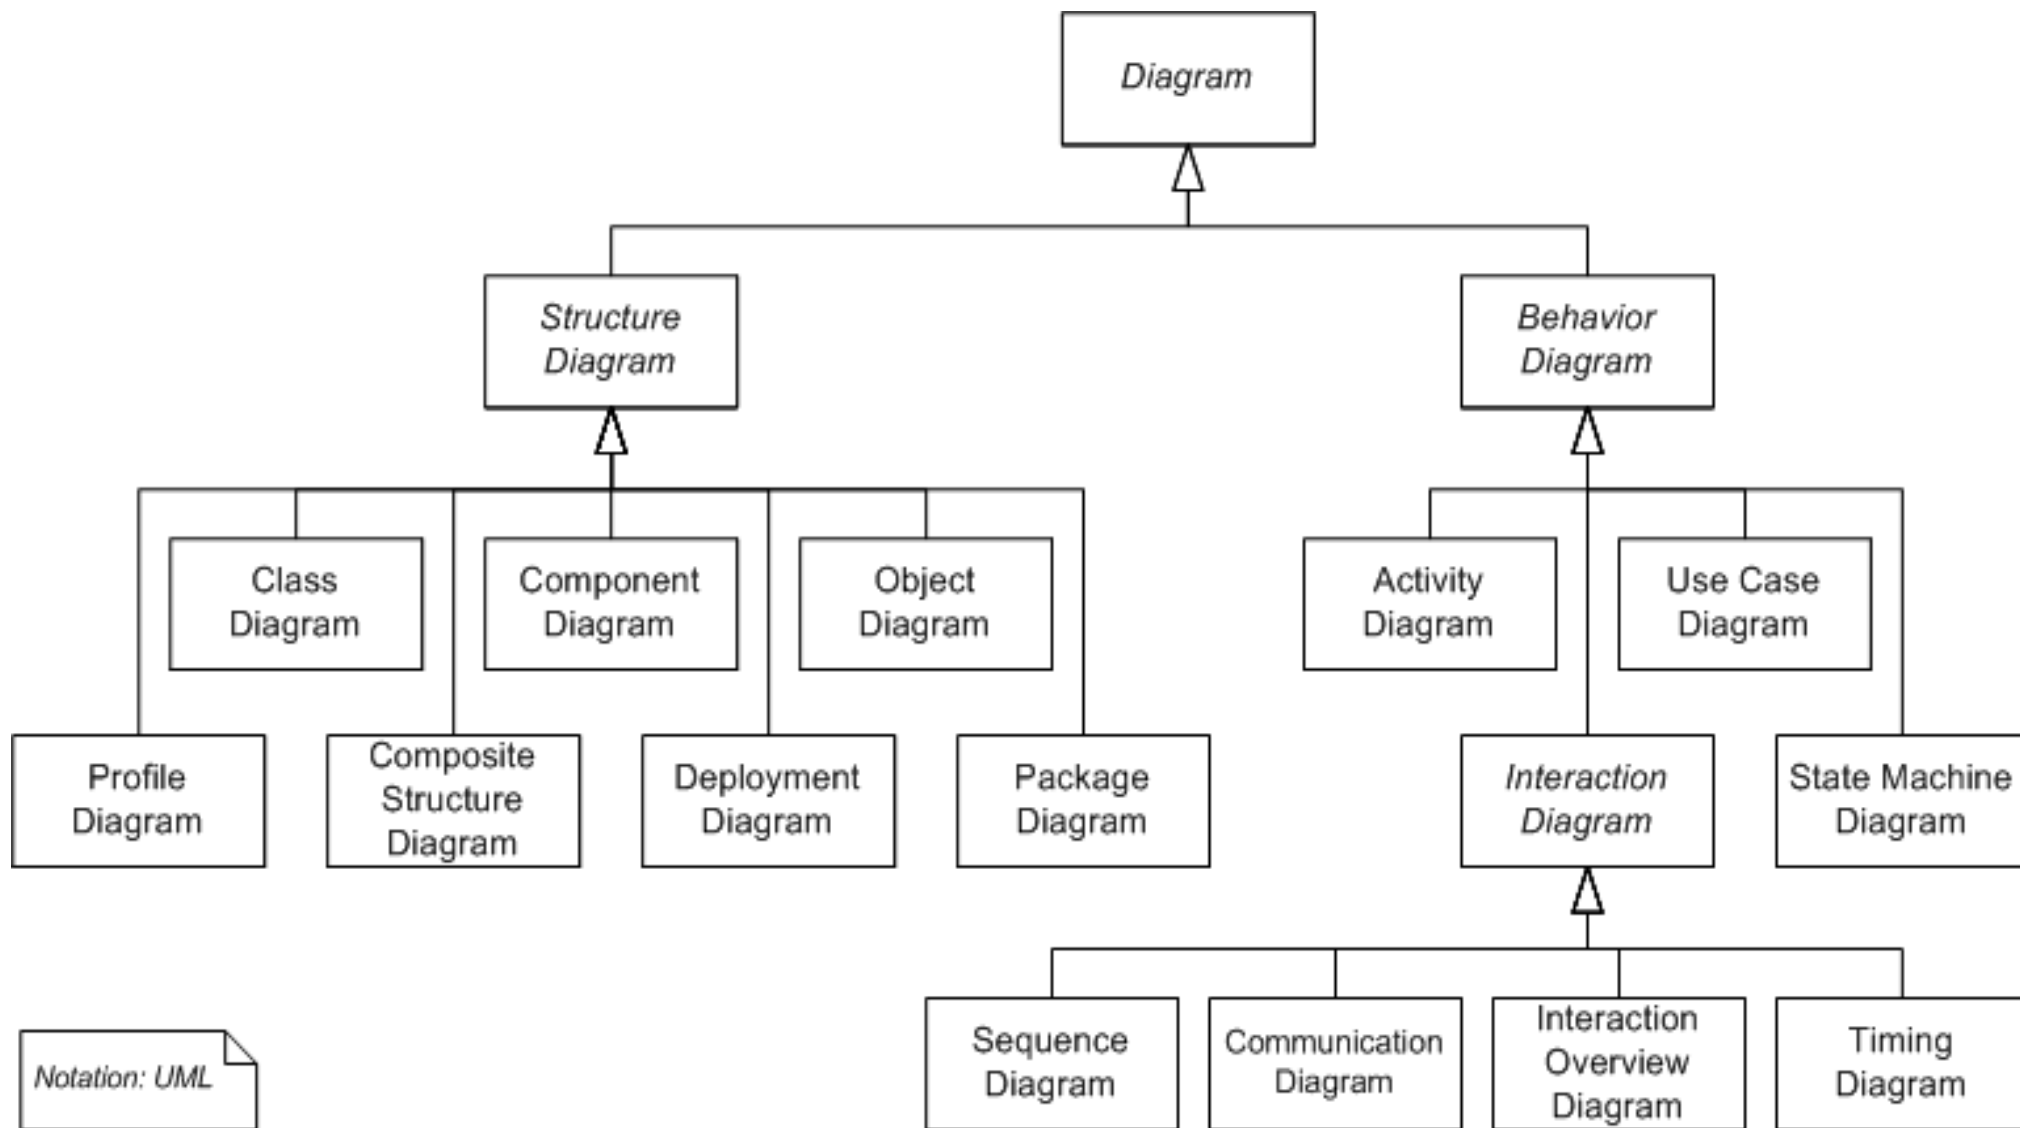 Diagram
Structure
Diagram
Behavior
Diagram
Class
Diagram
Component
Diagram
Object
Diagram
Activity
Diagram
Use Case
Diagram
Profile
Diagram
Composite
Structure
Diagram
Deployment
Diagram
Package
Diagram
Interaction
Diagram
State Machine
Diagram
Sequence
Diagram
Communication
Diagram
Interaction
Overview
Diagram
Timing
Diagram
Notation: UML